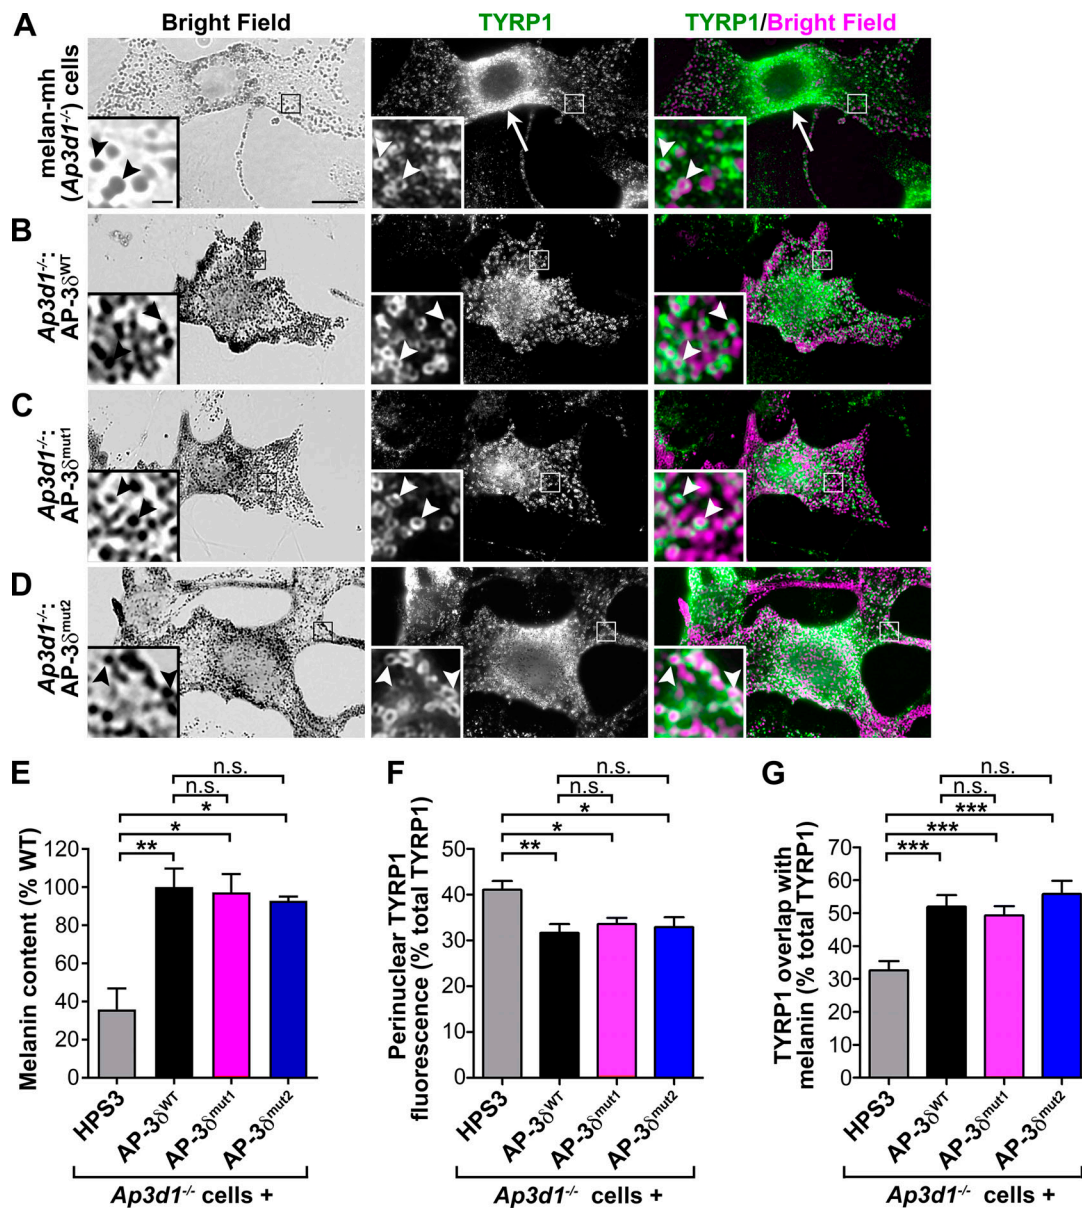 A
Bright Field
TYRP1
TYRP1/Bright Field
melan-mh
(Ap3d1-/-) cells
B
Ap3d1-/-:
AP-3δWT
C
Ap3d1-/-:
AP-3δmut1
D
Ap3d1-/-:
AP-3δmut2
E
n.s.
n.s.
*
*
**
Melanin content (% WT)
120
100
80
60
40
20
0
HPS3
AP-3δWT
AP-3δmut1
AP-3δmut2
Ap3d1-/- cells +
F
n.s.
n.s.
*
*
**
Perinuclear TYRP1
fluorescence (% total TYRP1)
50
40
30
20
10
0
HPS3
AP-3δWT
AP-3δmut1
AP-3δmut2
Ap3d1-/- cells +
G
n.s.
n.s.
***
***
***
TYRP1 overlap with
melanin (% total TYRP1)
70
60
50
40
30
20
10
0
HPS3
AP-3δWT
AP-3δmut1
AP-3δmut2
Ap3d1-/- cells +